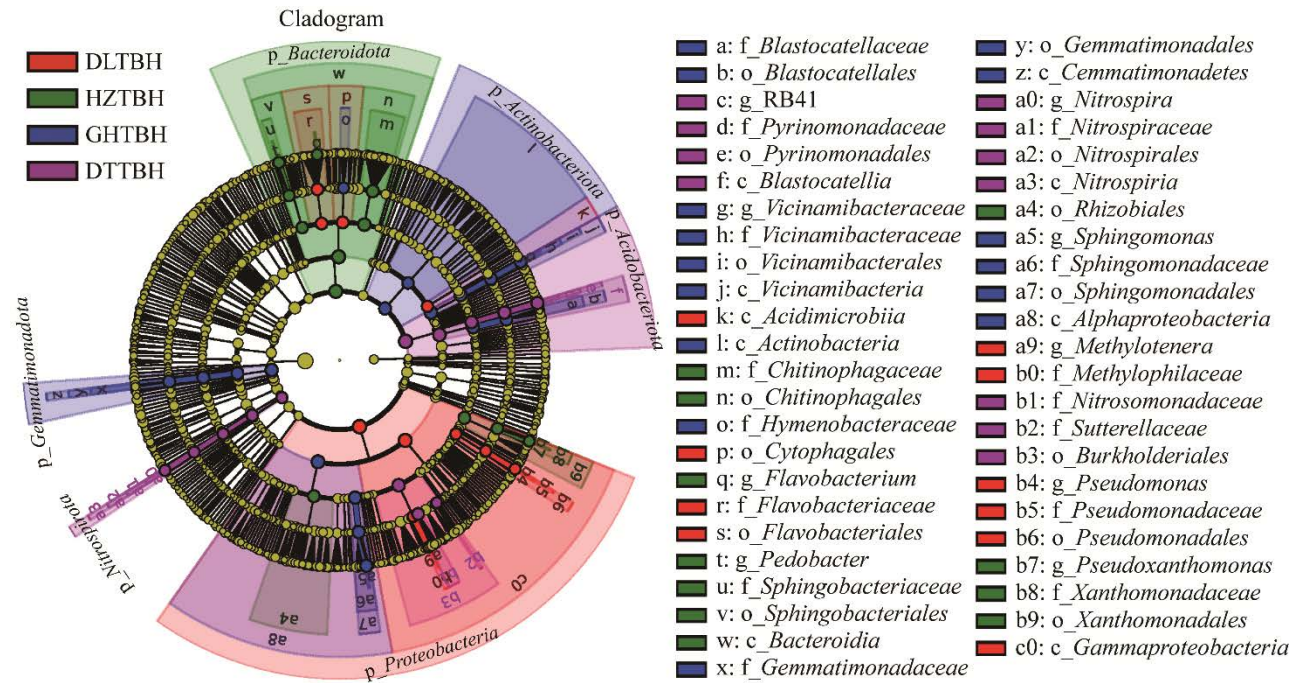 Cladogram
DLTBH
HZTBH
GHTBH
DTTBH
p_Bacteroidota
w
v
s
p
n
u
r
o
m
p_Actinobacteriota
l
k
j
p_Acidobacteriota
f
b
a
p_Gemmatimonadota
z
x
p_Nitrospirota
p_Proteobacteria
a4
a8
a6
a7
a9
b2
b3
c0
b4
b5
b6
b7
b8
b9
a: f_Blastocatellaceae
b: o_Blastocatellales
c: g_RB41
d: f_Pyrinomonadaceae
e: o_Pyrinomonadales
f: c_Blastocatellia
g: g_Vicinamibacteraceae
h: f_Vicinamibacteraceae
i: o_Vicinamibacterales
j: c_Vicinamibacteria
k: c_Acidimicrobiia
l: c_Actinobacteria
m: f_Chitinophagaceae
n: o_Chitinophagales
o: f_Hymenobacteraceae
p: o_Cytophagales
q: g_Flavobacterium
r: f_Flavobacteriaceae
s: o_Flavobacteriales
t: g_Pedobacter
u: f_Sphingobacteriaceae
v: o_Sphingobacteriales
w: c_Bacteroidia
x: f_Gemmatimonadaceae
y: o_Gemmatimonadales
z: c_Cemmatimonadetes
a0: g_Nitrospira
a1: f_Nitrospiraceae
a2: o_Nitrospirales
a3: c_Nitrospiria
a4: o_Rhizobiales
a5: g_Sphingomonas
a6: f_Sphingomonadaceae
a7: o_Sphingomonadales
a8: c_Alphaproteobacteria
a9: g_Methylotenera
b0: f_Methylophilaceae
b1: f_Nitrosomonadaceae
b2: f_Sutterellaceae
b3: o_Burkholderiales
b4: g_Pseudomonas
b5: f_Pseudomonadaceae
b6: o_Pseudomonadales
b7: g_Pseudoxanthomonas
b8: f_Xanthomonadaceae
b9: o_Xanthomonadales
c0: c_Gammaproteobacteria